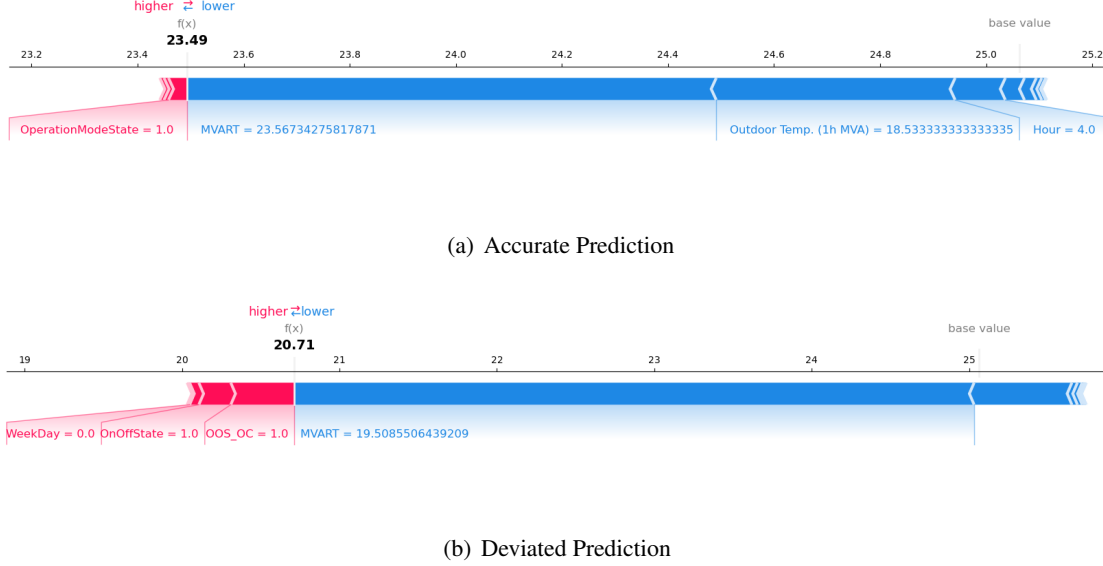 higher ⇄ lower
f(x)
base value
23.49
23.2 23.4 23.6 23.8 24.0 24.2 24.4 24.6 24.8 25.0 25.2
OperationModeState = 1.0 MVART = 23.56734275817871 Outdoor Temp. (1h MVA) = 18.533333333333335 Hour = 4.0
(a) Accurate Prediction
higher ⇄ lower
f(x)
base value
20.71
19 20 21 22 23 24 25
WeekDay = 0.0 OnOffState = 1.0 OOS_OC = 1.0 MVART = 19.5085506439209
(b) Deviated Prediction